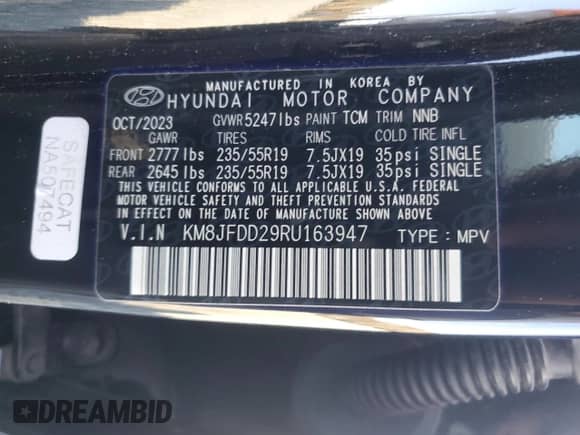 MANUFACTURED IN KOREA BY
HYUNDAI MOTOR COMPANY
OCT/2023 GVWR 5247lbs PAINT TCM TRIM NNB
GAWR TIRES RIMS COLD TIRE INFL
FRONT 2777lbs 235/55R19 7.5JX19 35psi SINGLE
REAR 2645lbs 235/55R19 7.5JX19 35psi SINGLE
THIS VEHICLE CONFORMS TO ALL APPLICABLE U.S.A. FEDERAL
MOTOR VEHICLE SAFETY AND THEFT PREVENTION STANDARDS
IN EFFECT ON THE DATE OF MANUFACTURE SHOWN ABOVE.
V.I.N KM8JFDD29RU163947 TYPE : MPV
SAFECAT
NA507494
DREAMBID